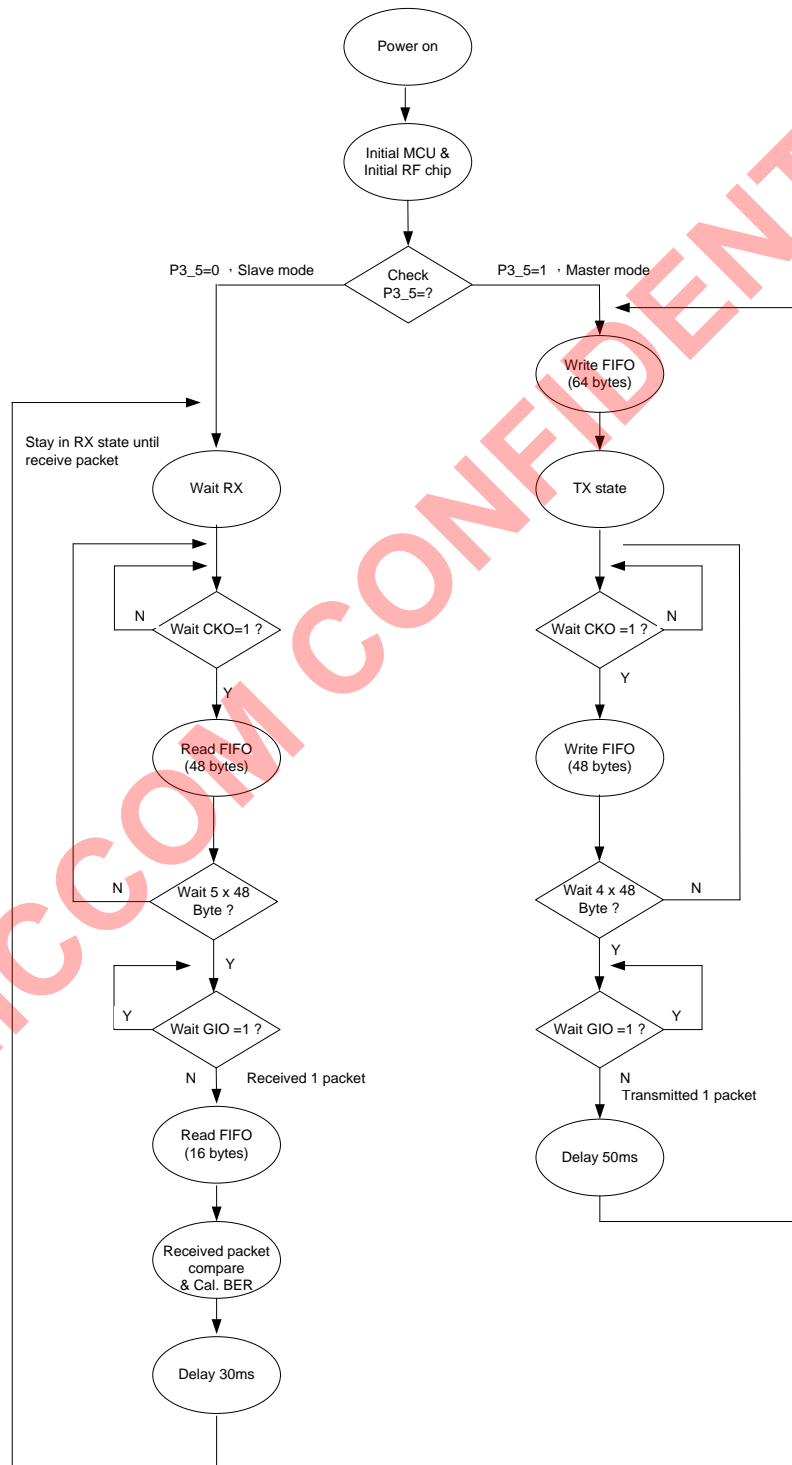 Power on
Initial MCU &
Initial RF chip
P3_5=0 ，Slave mode
Check
P3_5=?
P3_5=1 ，Master mode
Write FIFO
(64 bytes)
Stay in RX state until
receive packet
Wait RX
TX state
N
Wait CKO=1 ?
Wait CKO =1 ?
N
Y
Y
Read FIFO
(48 bytes)
Write FIFO
(48 bytes)
N
Wait 5 x 48
Byte ?
Wait 4 x 48
Byte ?
N
Y
Y
Y
Wait GIO =1 ?
Wait GIO =1 ?
Y
N
Received 1 packet
N
Transmitted 1 packet
Read FIFO
(16 bytes)
Delay 50ms
Received packet
compare
& Cal. BER
Delay 30ms
CCOM CONFIDENT